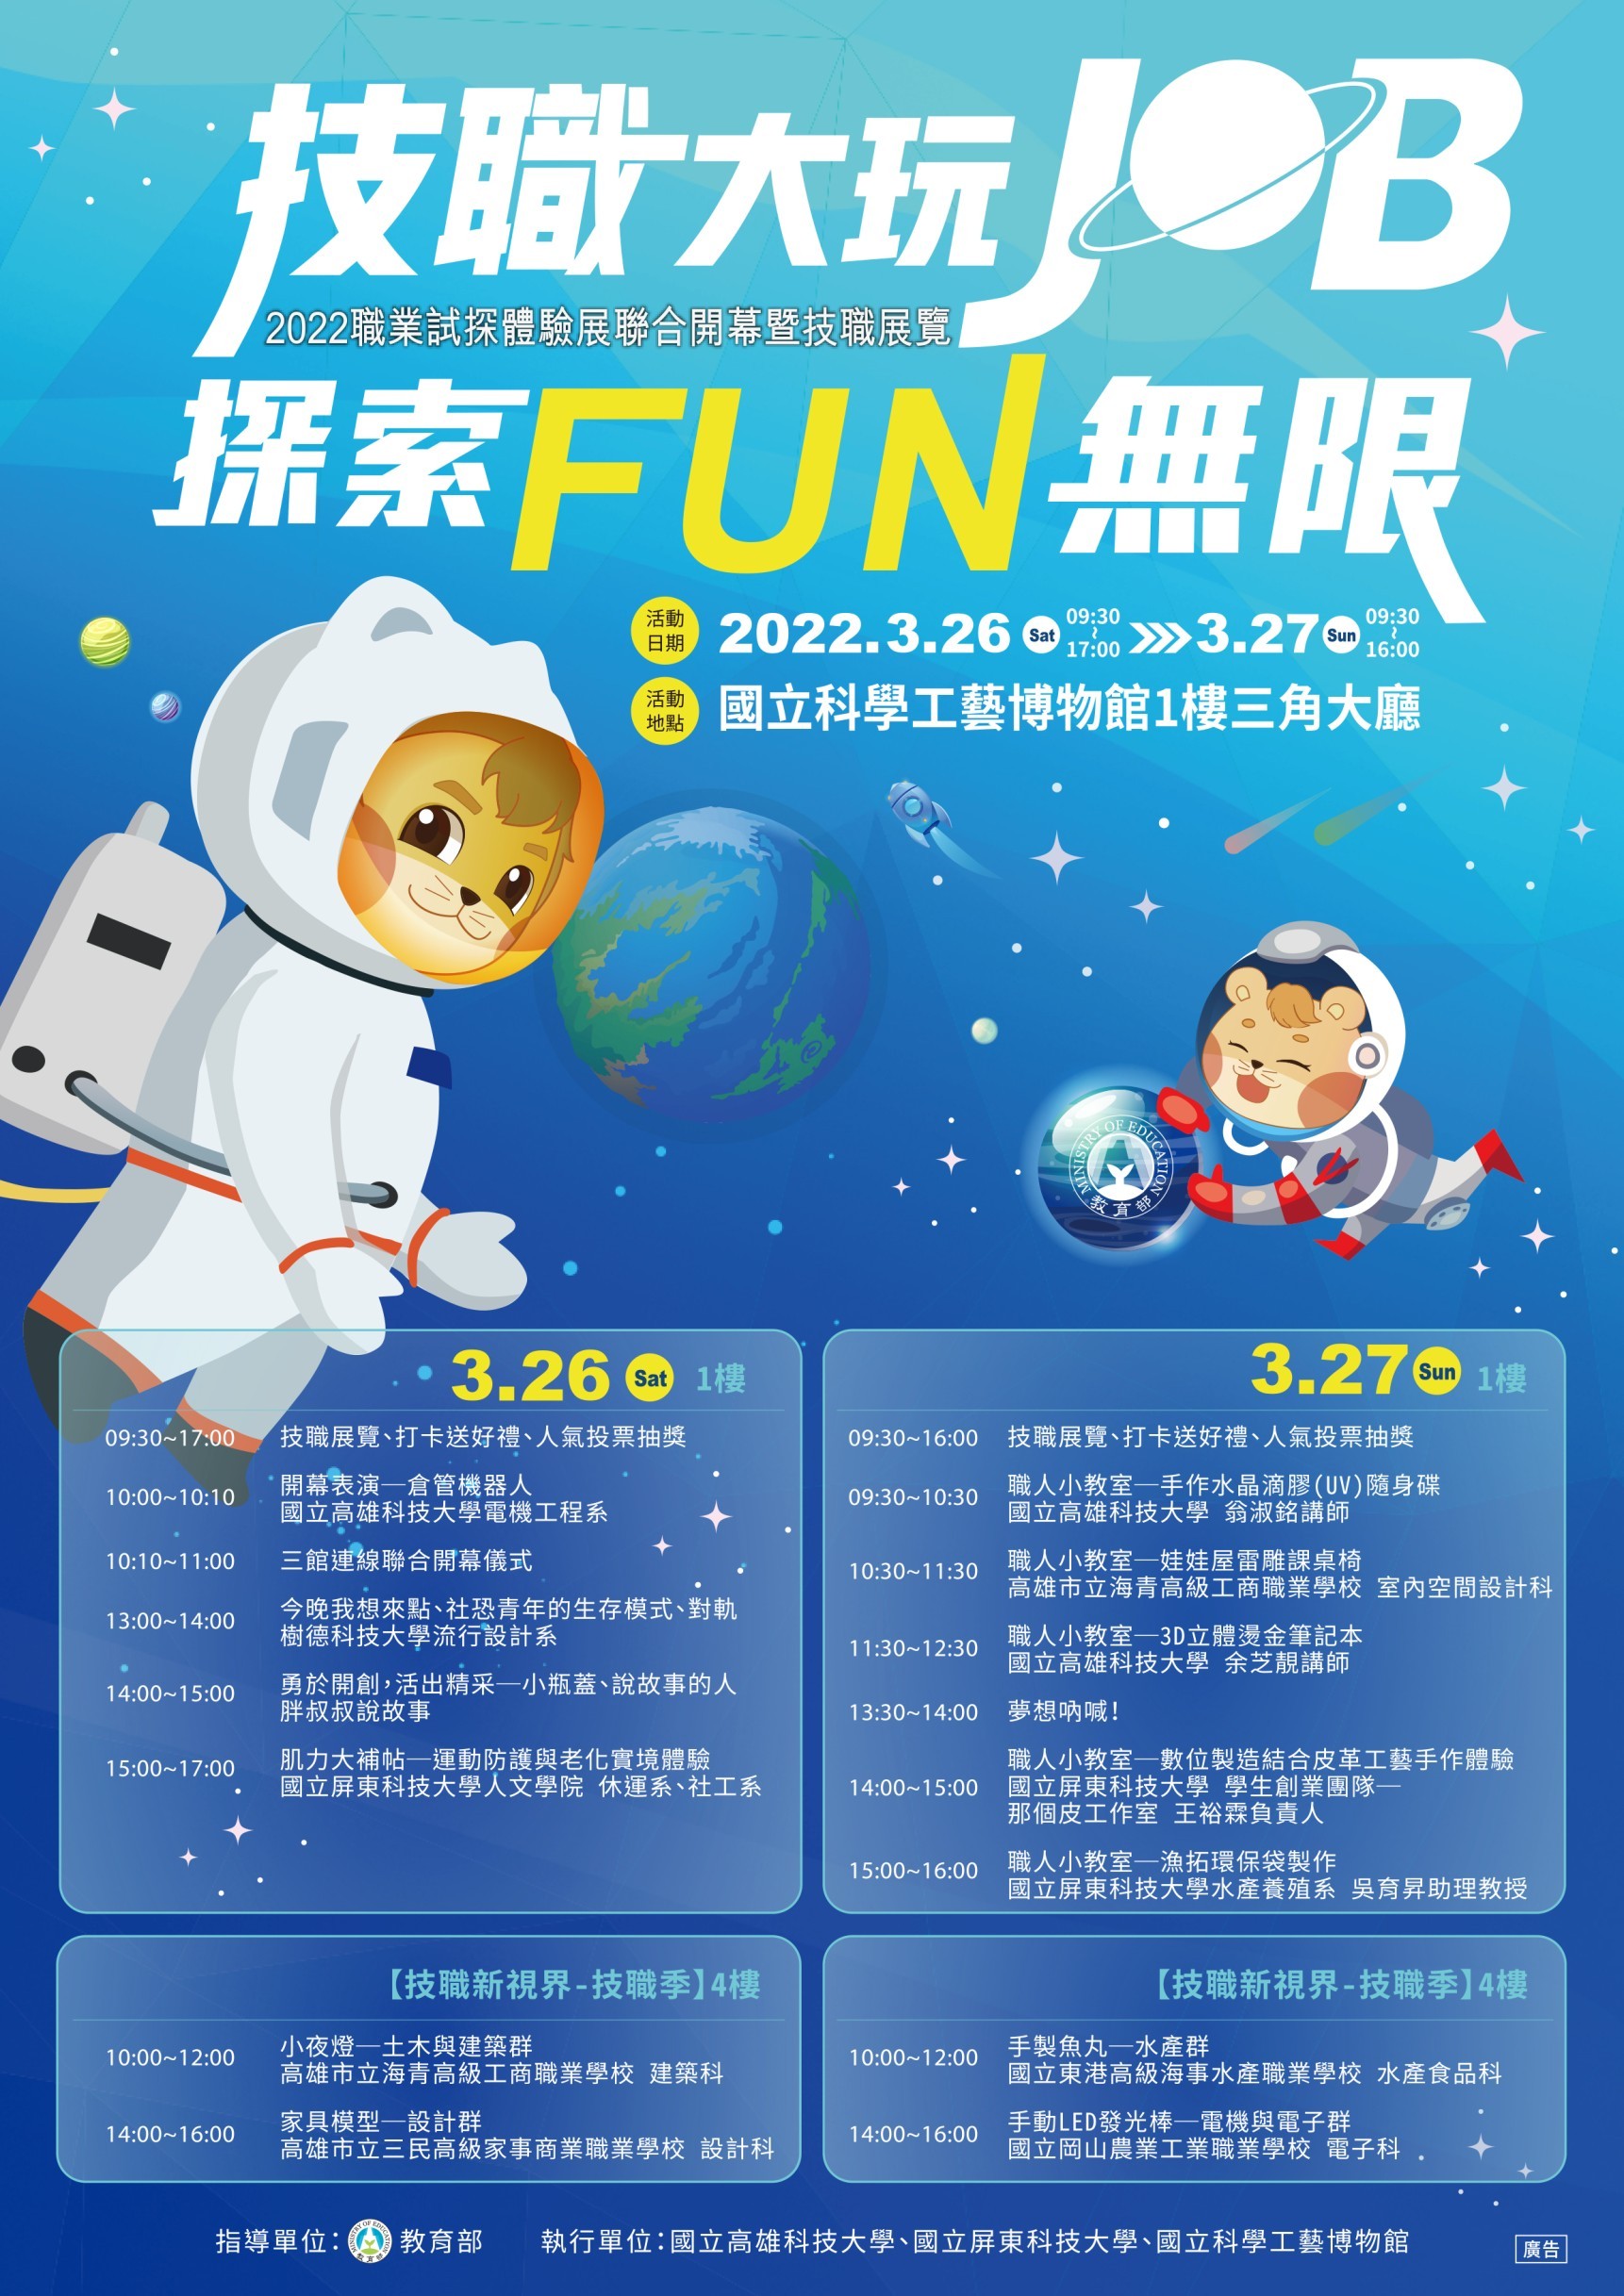 技職大玩JOB
2022職業試探體驗展聯合開幕暨技職展覽
探索FUN無限
活動日期 2022.3.26 Sat 09:30~17:00 3.27 Sun 09:30~16:00
活動地點 國立科學工藝博物館1樓三角大廳
MINISTRY OF EDUCATION
教育部
3.26 Sat 1樓
09:30~17:00 技職展覽、打卡送好禮、人氣投票抽獎
10:00~10:10 開幕表演—倉管機器人
國立高雄科技大學電機工程系
10:10~11:00 三館連線聯合開幕儀式
13:00~14:00 今晚我想來點、社恐青年的生存模式、對軌
樹德科技大學流行設計系
14:00~15:00 勇於開創,活出精采—小瓶蓋、說故事的人
胖叔叔說故事
15:00~17:00 肌力大補帖—運動防護與老化實境體驗
國立屏東科技大學人文學院 休運系、社工系
3.27 Sun 1樓
09:30~16:00 技職展覽、打卡送好禮、人氣投票抽獎
09:30~10:30 職人小教室—手作水晶滴膠(UV)隨身碟
國立高雄科技大學 翁淑銘講師
10:30~11:30 職人小教室—娃娃屋雷雕課桌椅
高雄市立海青高級工商職業學校 室內空間設計科
11:30~12:30 職人小教室—3D立體燙金筆記本
國立高雄科技大學 余芝靚講師
13:30~14:00 夢想吶喊!
14:00~15:00 職人小教室—數位製造結合皮革工藝手作體驗
國立屏東科技大學 學生創業團隊—
那個皮工作室 王裕霖負責人
15:00~16:00 職人小教室—漁拓環保袋製作
國立屏東科技大學水產養殖系 吳育昇助理教授
【技職新視界-技職季】4樓
10:00~12:00 小夜燈—土木與建築群
高雄市立海青高級工商職業學校 建築科
14:00~16:00 家具模型—設計群
高雄市立三民高級家事商業職業學校 設計科
【技職新視界-技職季】4樓
10:00~12:00 手製魚丸—水產群
國立東港高級海事水產職業學校 水產食品科
14:00~16:00 手動LED發光棒—電機與電子群
國立岡山農業工業職業學校 電子科
指導單位: MINISTRY OF EDUCATION 教育部 教育部 執行單位:國立高雄科技大學、國立屏東科技大學、國立科學工藝博物館
廣告